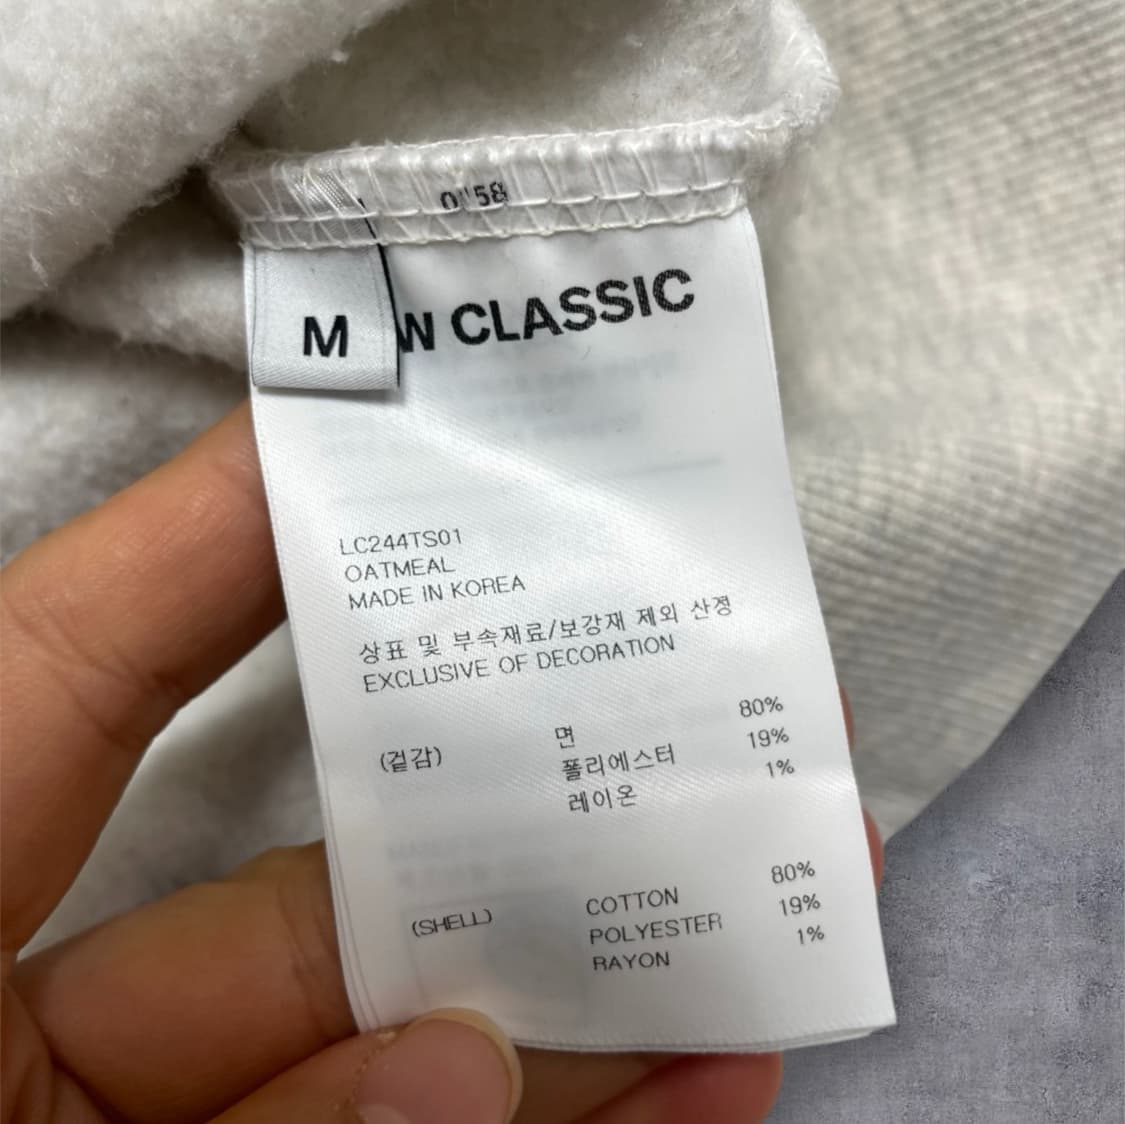 M
W CLASSIC
LC244TS01
OATMEAL
MADE IN KOREA
상표 및 부속재료/보강재 제외 산정
EXCLUSIVE OF DECORATION
(겉감) 면 80%
폴리에스터 19%
레이온 1%
(SHELL) COTTON 80%
POLYESTER 19%
RAYON 1%